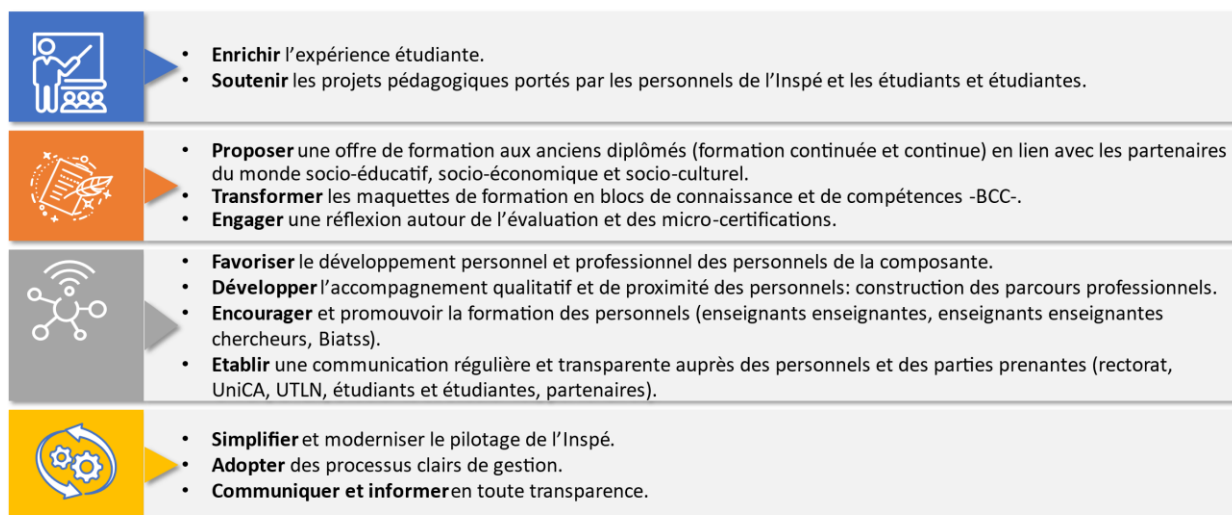 • Enrichir l’expérience étudiante.
• Soutenir les projets pédagogiques portés par les personnels de l’Inspé et les étudiants et étudiantes.
• Proposer une offre de formation aux anciens diplômés (formation continuée et continue) en lien avec les partenaires
du monde socio-éducatif, socio-économique et socio-culturel.
• Transformer les maquettes de formation en blocs de connaissance et de compétences -BCC-.
• Engager une réflexion autour de l’évaluation et des micro-certifications.
• Favoriser le développement personnel et professionnel des personnels de la composante.
• Développer l’accompagnement qualitatif et de proximité des personnels: construction des parcours professionnels.
• Encourager et promouvoir la formation des personnels (enseignants enseignantes, enseignants enseignantes
chercheurs, Biatss).
• Etablir une communication régulière et transparente auprès des personnels et des parties prenantes (rectorat,
UniCA, UTLN, étudiants et étudiantes, partenaires).
• Simplifier et moderniser le pilotage de l’Inspé.
• Adopter des processus clairs de gestion.
• Communiquer et informer en toute transparence.